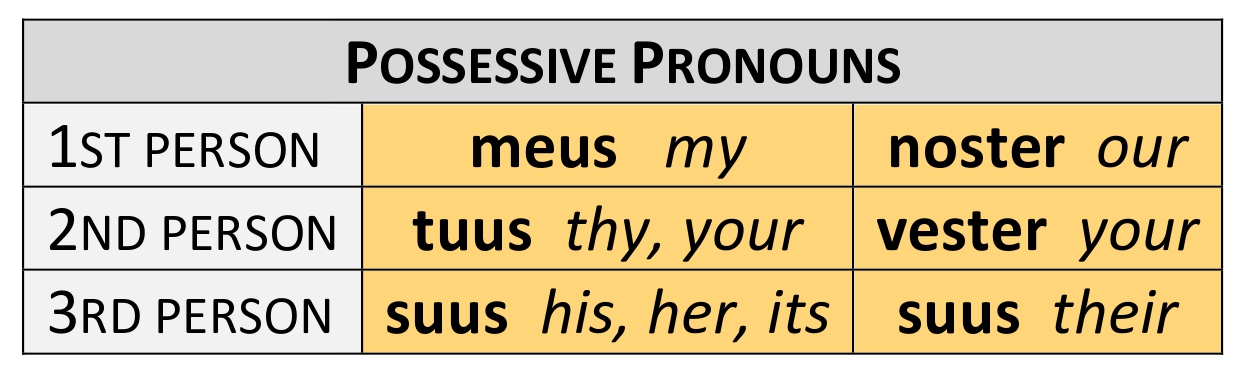 POSSESSIVE PRONOUNS
1ST PERSON meus my noster our
2ND PERSON tuus thy, your vester your
3RD PERSON suus his, her, its suus their